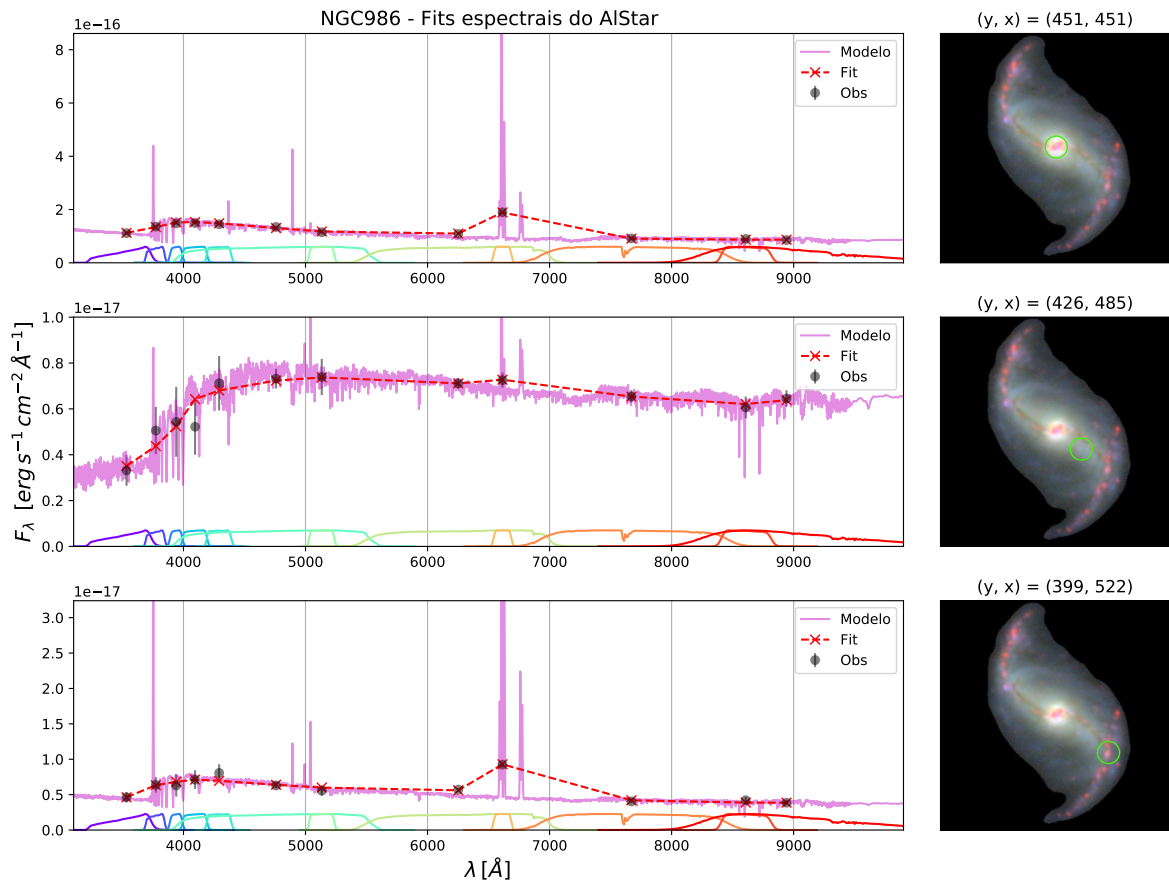 NGC986 - Fits espectrais do AlStar
(y, x) = (451, 451)
1e−16
8
6
4
2
0
Modelo
Fit
Obs
4000 5000 6000 7000 8000 9000
(y, x) = (426, 485)
1e−17
1.0
0.8
0.6
0.4
0.2
0.0
Modelo
Fit
Obs
4000 5000 6000 7000 8000 9000
F_λ [erg s⁻¹ cm⁻² Å⁻¹]
(y, x) = (399, 522)
1e−17
3.0
2.5
2.0
1.5
1.0
0.5
0.0
Modelo
Fit
Obs
4000 5000 6000 7000 8000 9000
λ [Å]